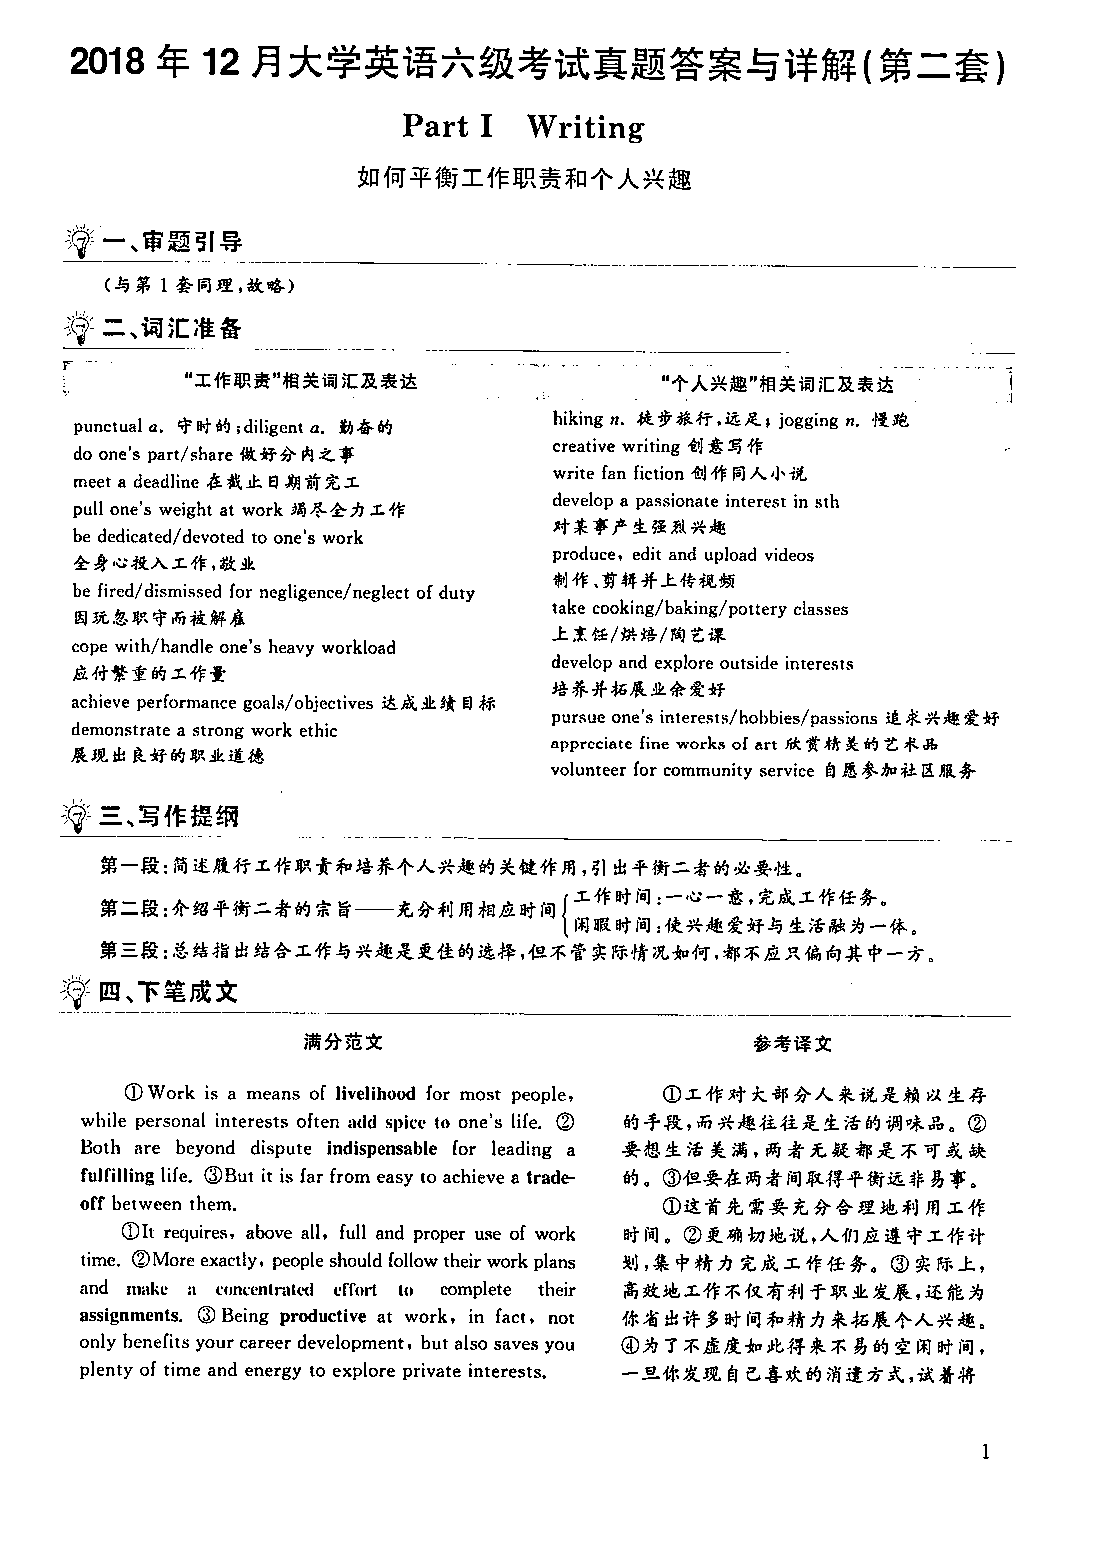 2018 年 12 月大学英语六级考试真题答案与详解(第二套)
Part I Writing
如何平衡工作职责和个人兴趣
一、审题引导
(与第 1 套同理,故略)
二、词汇准备
“工作职责”相关词汇及表达
punctual a. 守时的;diligent a. 勤奋的
do one's part/share 做好分内之事
meet a deadline 在截止日期前完工
pull one's weight at work 竭尽全力工作
be dedicated/devoted to one's work
全身心投入工作,敬业
be fired/dismissed for negligence/neglect of duty
因玩忽职守而被解雇
cope with/handle one's heavy workload
应付繁重的工作量
achieve performance goals/objectives 达成业绩目标
demonstrate a strong work ethic
展现出良好的职业道德
“个人兴趣”相关词汇及表达
hiking n. 徒步旅行,远足; jogging n. 慢跑
creative writing 创意写作
write fan fiction 创作同人小说
develop a passionate interest in sth
对某事产生强烈兴趣
produce, edit and upload videos
制作、剪辑并上传视频
take cooking/baking/pottery classes
上烹饪/烘焙/陶艺课
develop and explore outside interests
培养并拓展业余爱好
pursue one's interests/hobbies/passions 追求兴趣爱好
appreciate fine works of art 欣赏精美的艺术品
volunteer for community service 自愿参加社区服务
三、写作提纲
第一段:简述履行工作职责和培养个人兴趣的关键作用,引出平衡二者的必要性。
第二段:介绍平衡二者的宗旨——充分利用相应时间
工作时间:一心一意,完成工作任务。
闲暇时间:使兴趣爱好与生活融为一体。
第三段:总结指出结合工作与兴趣是更佳的选择,但不管实际情况如何,都不应只偏向其中一方。
四、下笔成文
满分范文
①Work is a means of livelihood for most people,
while personal interests often add spice to one's life. ②
Both are beyond dispute indispensable for leading a
fulfilling life. ③But it is far from easy to achieve a trade-
off between them.
①It requires, above all, full and proper use of work
time. ②More exactly, people should follow their work plans
and make a concentrated effort to complete their
assignments. ③Being productive at work, in fact, not
only benefits your career development, but also saves you
plenty of time and energy to explore private interests.
参考译文
①工作对大部分人来说是赖以生存
的手段,而兴趣往往是生活的调味品。②
要想生活美满,两者无疑都是不可或缺
的。③但要在两者间取得平衡远非易事。
①这首先需要充分合理地利用工作
时间。②更确切地说,人们应遵守工作计
划,集中精力完成工作任务。③实际上,
高效地工作不仅有利于职业发展,还能为
你省出许多时间和精力来拓展个人兴趣。
④为了不虚度如此得来不易的空闲时间,
一旦你发现自己喜欢的消遣方式,试着将
1